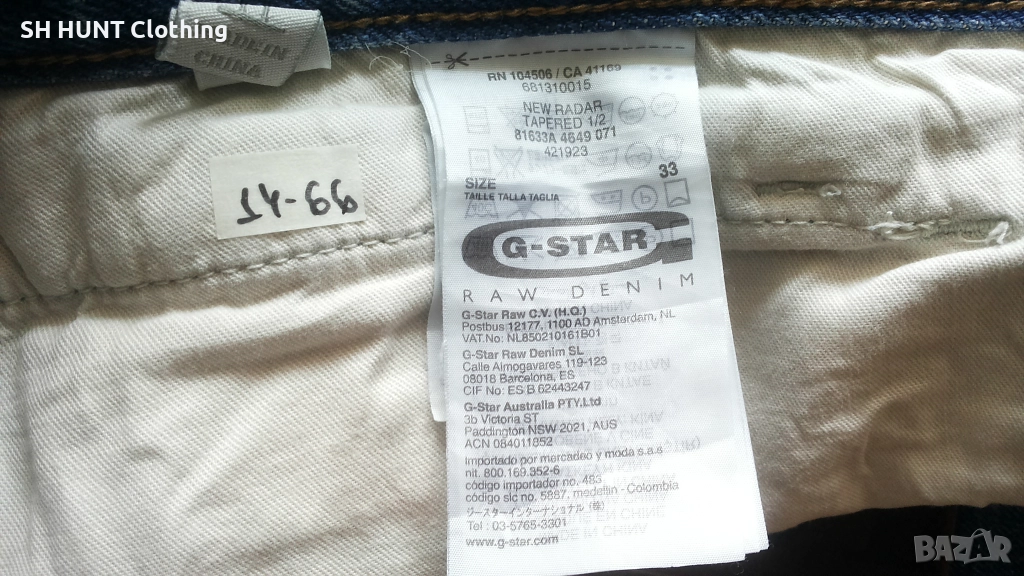 SH HUNT Clothing
MADE IN
CHINA
14-66
RN 104506 / CA 41169
681310015
NEW RADAR
TAPERED 1/2
81633A 4649 071
421923
SIZE 33
TAILLE TALLA TAGLIA
G-STAR
RAW DENIM
G-Star Raw C.V. (H.Q.)
Postbus 12177, 1100 AD Amsterdam, NL
VAT.No: NL850210161B01
G-Star Raw Denim SL
Calle Almogavares 119-123
08018 Barcelona, ES
CIF No: ES B 62443247
G-Star Australia PTY.Ltd
3b Victoria ST
Paddington NSW 2021, AUS
ACN 084011852
Importado por mercadeo y moda s.a.s
nit. 800.169.352-6
código importador no. 483
código sic no. 5887. medellin - Colombia
ジースターインターナショナル (株)
Tel : 03-5765-3301
www.g-star.com
BAZAR